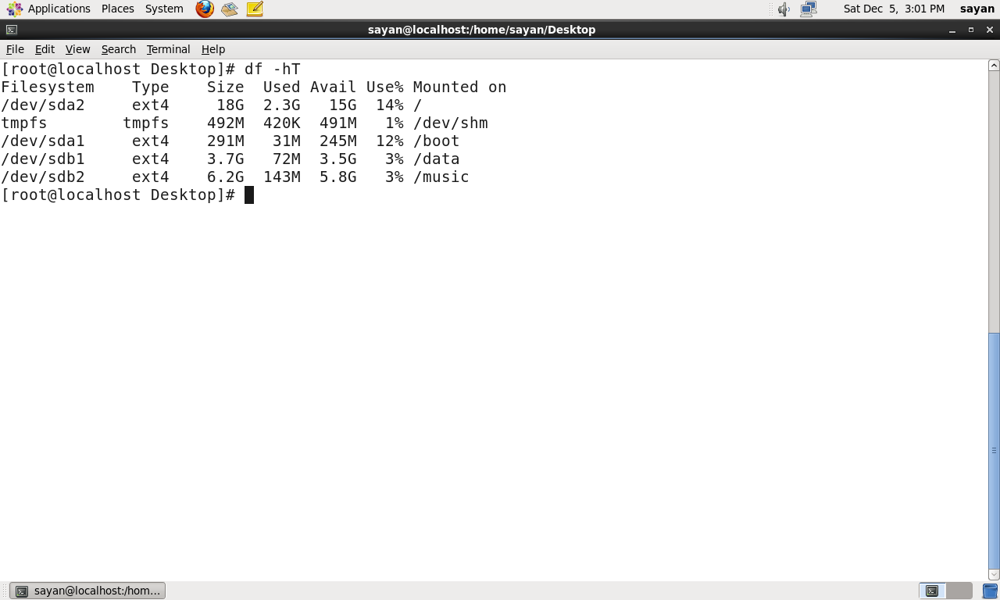 Applications Places System Sat Dec 5, 3:01 PM sayan
sayan@localhost:/home/sayan/Desktop
File Edit View Search Terminal Help
[root@localhost Desktop]# df -hT
Filesystem    Type    Size  Used Avail Use% Mounted on
/dev/sda2     ext4     18G  2.3G   15G  14% /
tmpfs        tmpfs    492M  420K  491M   1% /dev/shm
/dev/sda1     ext4    291M   31M  245M  12% /boot
/dev/sdb1     ext4    3.7G   72M  3.5G   3% /data
/dev/sdb2     ext4    6.2G  143M  5.8G   3% /music
[root@localhost Desktop]#
sayan@localhost:/hom...